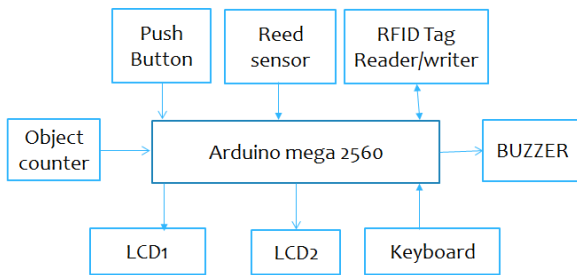 Push
Button
Reed
sensor
RFID Tag
Reader/writer
Object
counter
Arduino mega 2560
BUZZER
LCD1
LCD2
Keyboard